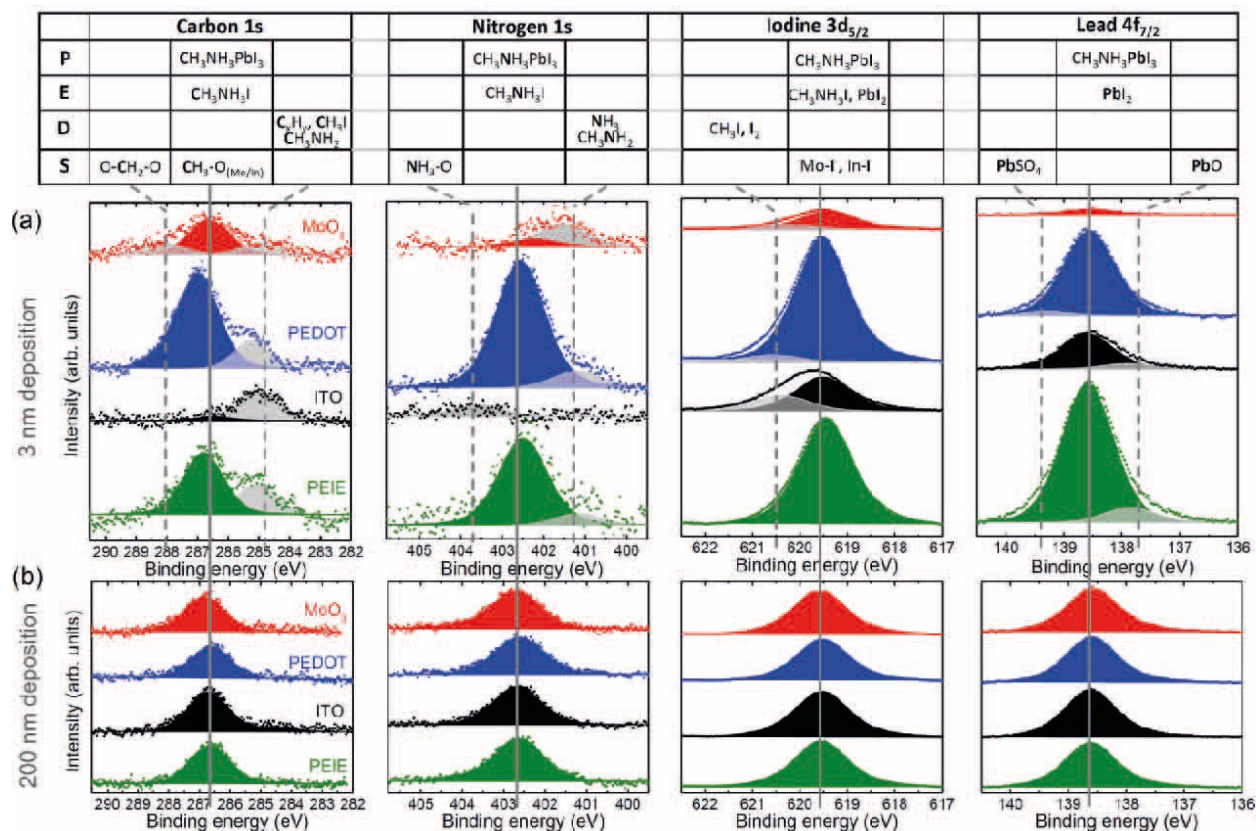 Carbon 1s Nitrogen 1s Iodine 3d5/2 Lead 4f7/2
P CH3NH3PbI3 CH3NH3PbI3 CH3NH3PbI3 CH3NH3PbI3
E CH3NH3I CH3NH3I CH3NH3I, PbI2 PbI2
D CxHy, CH3I NH3 CH3I, I2
CH3NH2 CH3NH2
S O-CH2-O CH3-O(Mo/In) NH3-O Mo-I, In-I PbSO4 PbO
(a)
3 nm deposition
Intensity (arb. units)
MoO3
PEDOT
ITO
PEIE
290 289 288 287 286 285 284 283 282 405 404 403 402 401 400 622 621 620 619 618 617 140 139 138 137 136
Binding energy (eV) Binding energy (eV) Binding energy (eV) Binding energy (eV)
(b)
200 nm deposition
Intensity (arb. units)
MoO3
PEDOT
ITO
PEIE
290 289 288 287 286 285 284 283 282 405 404 403 402 401 400 622 621 620 619 618 617 140 139 138 137 136
Binding energy (eV) Binding energy (eV) Binding energy (eV) Binding energy (eV)